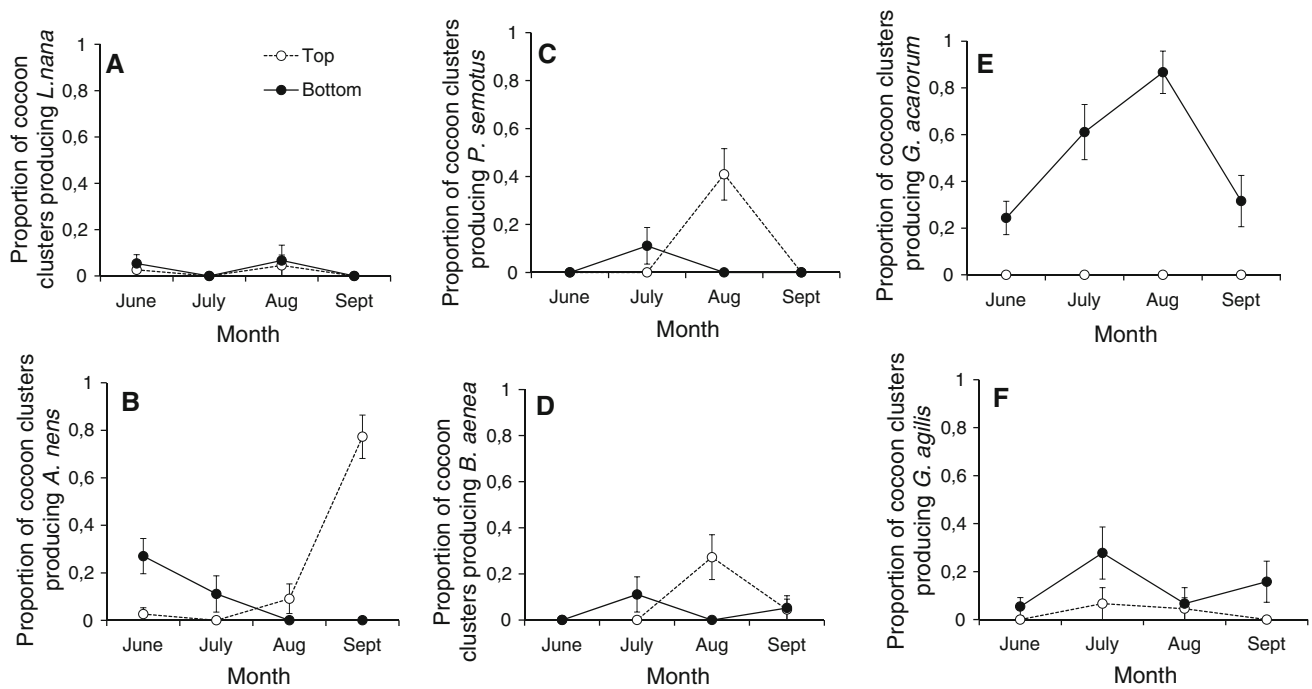 A
Top
Bottom
Proportion of cocoon
clusters producing L.nana
1
0,8
0,6
0,4
0,2
0
June July Aug Sept
Month
C
Proportion of cocoon clusters
producing P. semotus
1
0,8
0,6
0,4
0,2
0
June July Aug Sept
Month
E
Proportion of cocoon clusters
producing G. acarorum
1
0,8
0,6
0,4
0,2
0
June July Aug Sept
Month
B
Proportion of cocoon clusters
producing A. nens
1
0,8
0,6
0,4
0,2
0
June July Aug Sept
Month
D
Proportion of cocoon
clusters producing B. aenea
1
0,8
0,6
0,4
0,2
0
June July Aug Sept
Month
F
Proportion of cocoon clusters
producing G. agilis
1
0,8
0,6
0,4
0,2
0
June July Aug Sept
Month